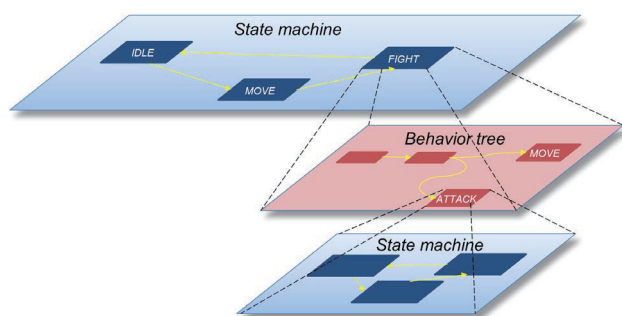 State machine
IDLE
FIGHT
MOVE
Behavior tree
MOVE
ATTACK
State machine